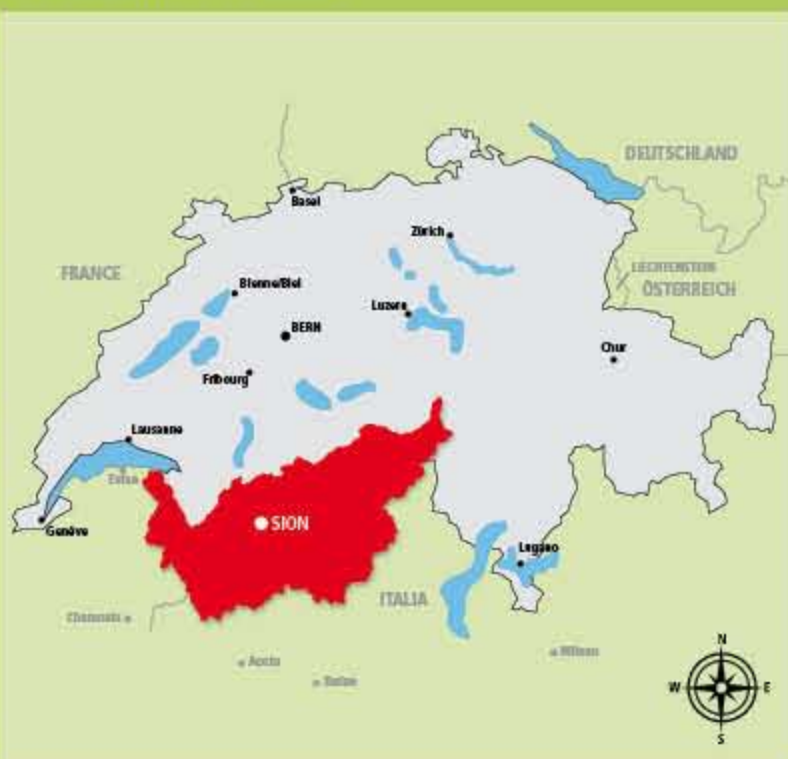 DEUTSCHLAND
Basel
Zürich
FRANCE
LIECHTENSTEIN
ÖSTERREICH
Bienne/Biel
Luzern
BERN
Chur
Fribourg
Lausanne
Evian
SION
Genève
Lugano
ITALIA
Chamonix
Aosta
Milano
N
W
E
S